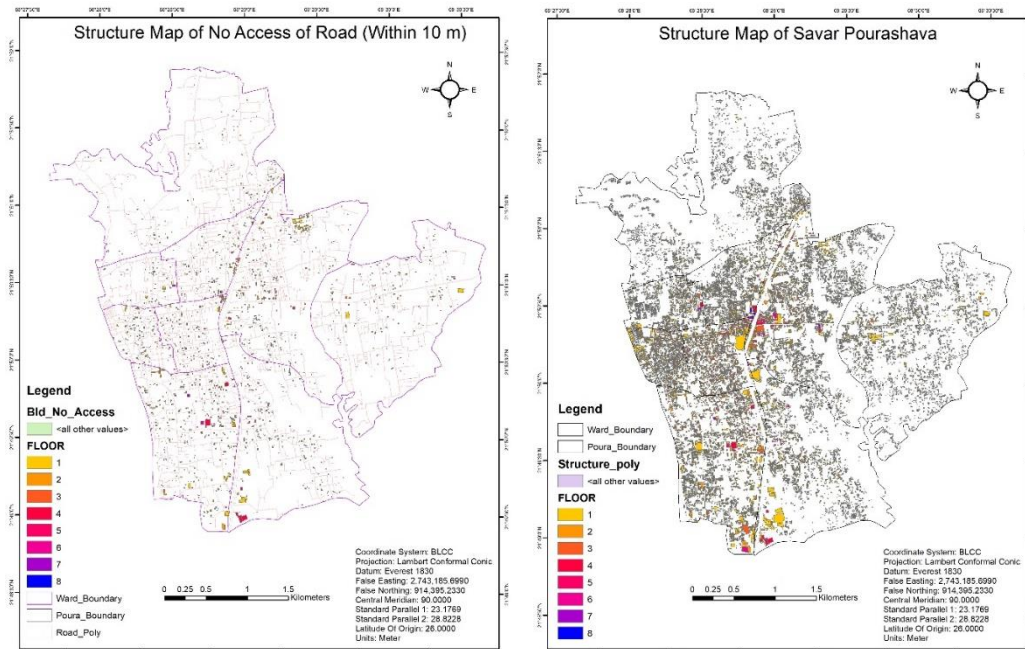 Structure Map of No Access of Road (Within 10 m)
N
W
E
S
Legend
Bld_No_Access
<all other values>
FLOOR
1
2
3
4
5
6
7
8
Ward_Boundary
Poura_Boundary
Road_Poly
0 0.25 0.5 1 1.5
Kilometers
Coordinate System: BLCC
Projection: Lambert Conformal Conic
Datum: Everest 1830
False Easting: 2,743,185.6990
False Northing: 914,395.2330
Central Meridian: 90.0000
Standard Parallel 1: 23.1769
Standard Parallel 2: 28.8228
Latitude Of Origin: 26.0000
Units: Meter
Structure Map of Savar Pourashava
N
W
E
S
Legend
Ward_Boundary
Poura_Boundary
Structure_poly
<all other values>
FLOOR
1
2
3
4
5
6
7
8
0 0.25 0.5 1 1.5
Kilometers
Coordinate System: BLCC
Projection: Lambert Conformal Conic
Datum: Everest 1830
False Easting: 2,743,185.6990
False Northing: 914,395.2330
Central Meridian: 90.0000
Standard Parallel 1: 23.1769
Standard Parallel 2: 28.8228
Latitude Of Origin: 26.0000
Units: Meter